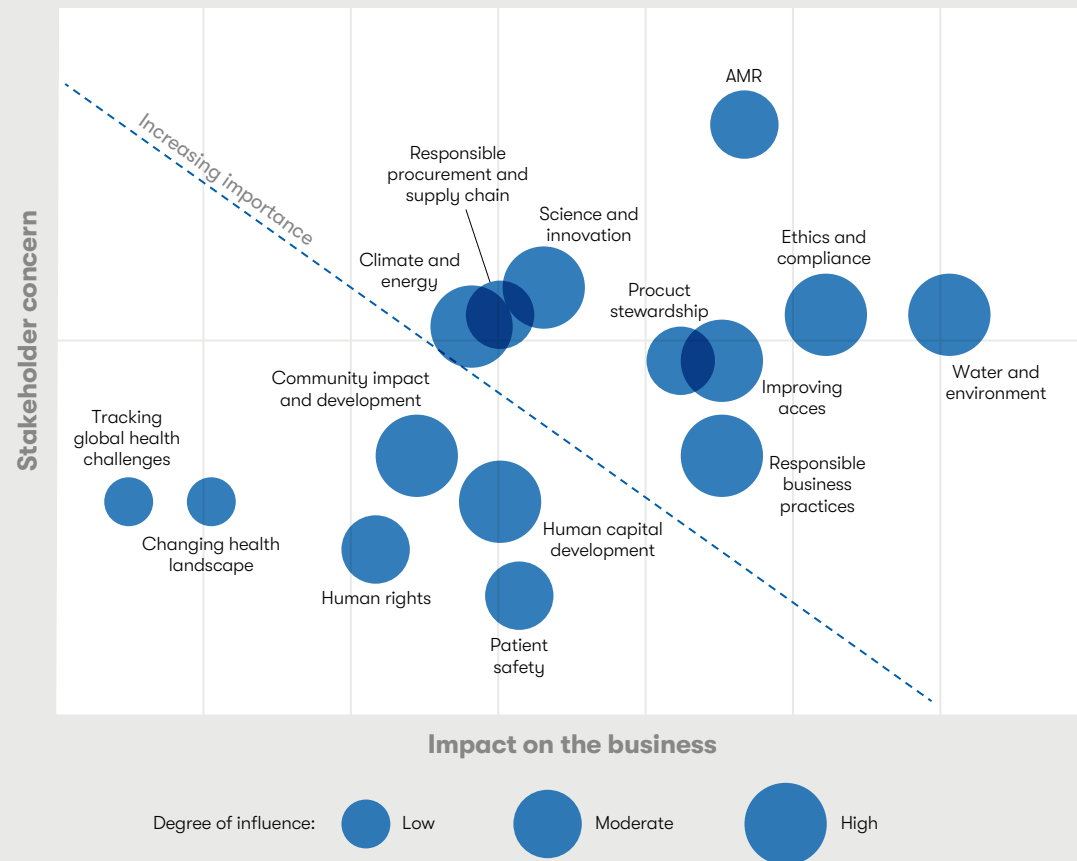 AMR
Increasing importance
Responsible
procurement and
supply chain
Science and
innovation
Ethics and
compliance
Climate and
energy
Procuct
stewardship
Stakeholder concern
Water and
environment
Community impact
and development
Improving
acces
Tracking
global health
challenges
Responsible
business
practices
Human capital
development
Changing health
landscape
Human rights
Patient
safety
Impact on the business
Degree of influence:
Low
Moderate
High